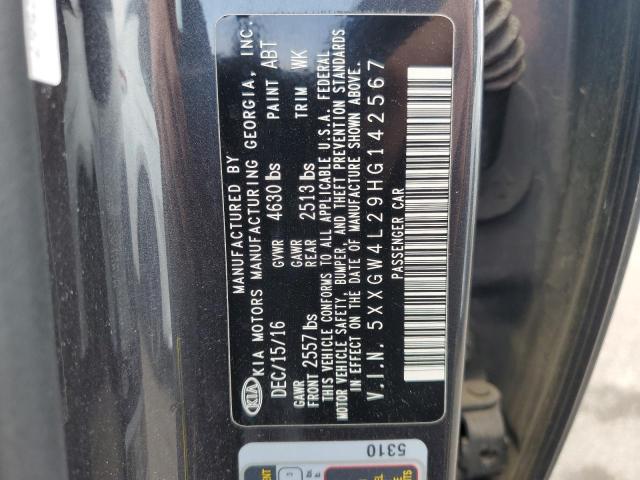 MANUFACTURED BY
KIA KIA MOTORS MANUFACTURING GEORGIA, INC.
DEC/15/16 GVWR 4630 lbs PAINT ABT
GAWR FRONT 2557 lbs GAWR REAR 2513 lbs TRIM WK
THIS VEHICLE CONFORMS TO ALL APPLICABLE U.S.A. FEDERAL
MOTOR VEHICLE SAFETY, BUMPER, AND THEFT PREVENTION STANDARDS
IN EFFECT ON THE DATE OF MANUFACTURE SHOWN ABOVE.
V.I.N. 5XXGW4L29HG142567
PASSENGER CAR
5310